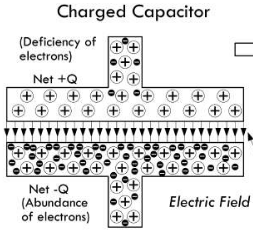 Charged Capacitor
(Deficiency of
electrons)
Net +Q
Net -Q
(Abundance
of electrons)
Electric Field